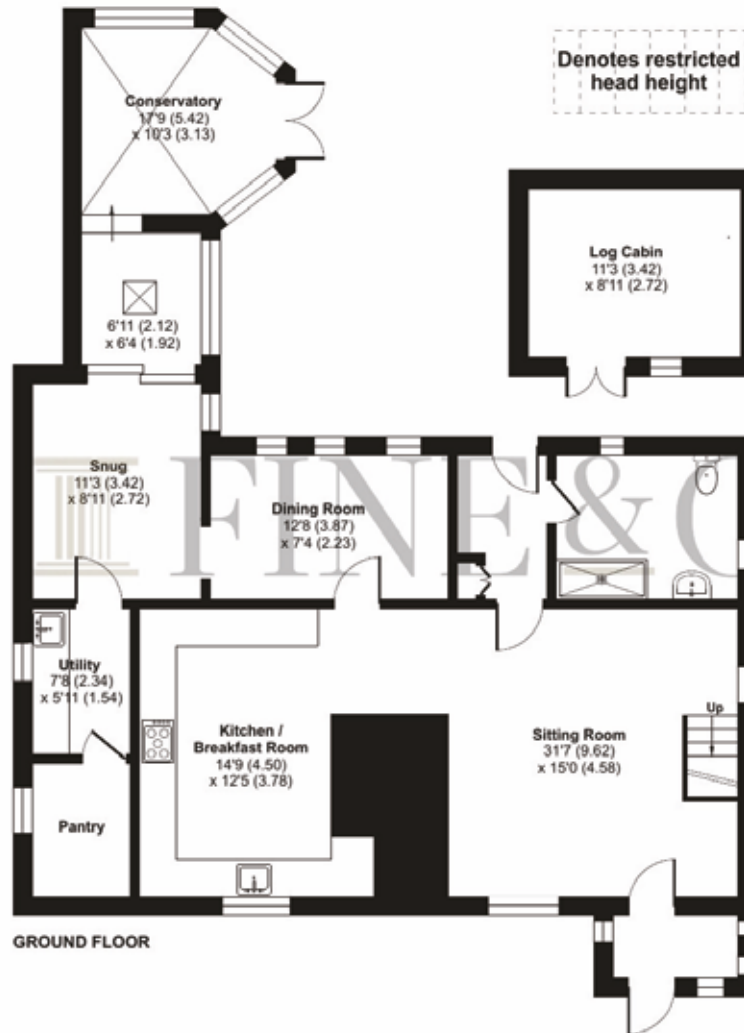 Denotes restricted
head height
Conservatory
17'9 (5.42)
x 10'3 (3.13)
Log Cabin
11'3 (3.42)
x 8'11 (2.72)
6'11 (2.12)
x 6'4 (1.92)
Snug
11'3 (3.42)
x 8'11 (2.72)
FINE & C
Dining Room
12'8 (3.87)
x 7'4 (2.23)
Utility
7'8 (2.34)
x 5'11 (1.54)
Kitchen /
Breakfast Room
14'9 (4.50)
x 12'5 (3.78)
Up
Sitting Room
31'7 (9.62)
x 15'0 (4.58)
Pantry
GROUND FLOOR